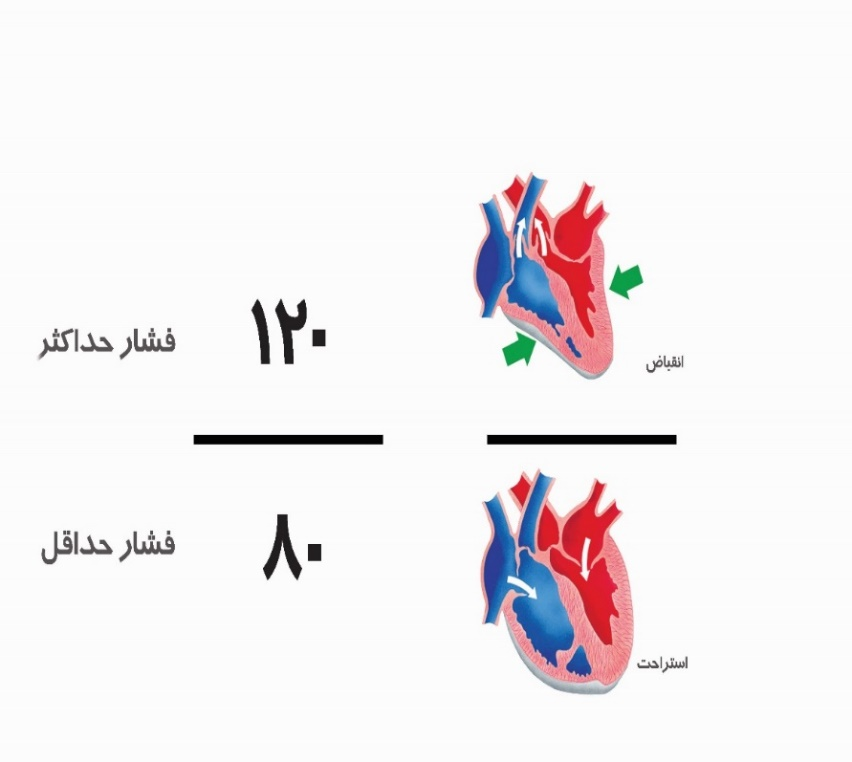 فشار حداکثر
۱۲۰
انقباض
فشار حداقل
۸۰
استراحت